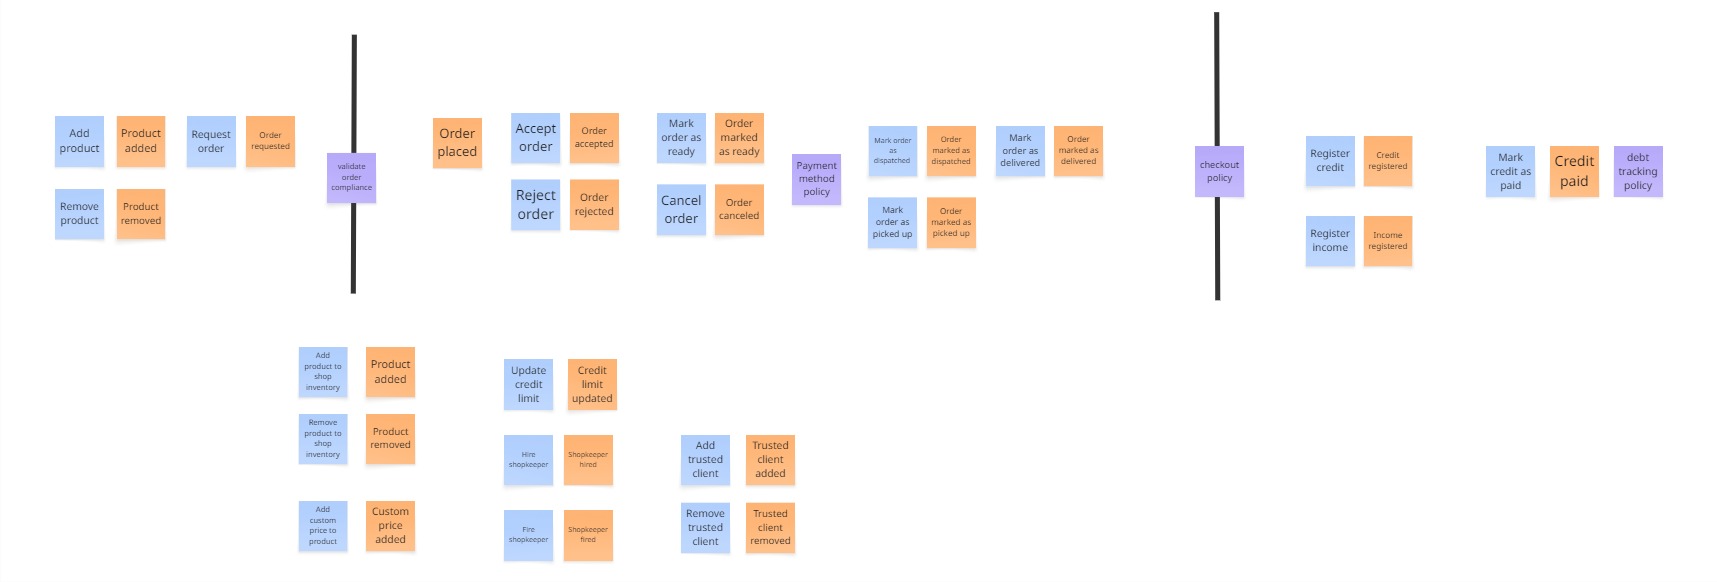 Add
product
Product
added
Request
order
Order
requested
Remove
product
Product
removed
validate
order
compliance
Order
placed
Accept
order
Order
accepted
Reject
order
Order
rejected
Mark
order as
ready
Order
marked
as ready
Cancel
order
Order
canceled
Payment
method
policy
Mark order
as
dispatched
Order
marked as
dispatched
Mark
order as
delivered
Order
marked as
delivered
Mark
order as
picked up
Order
marked as
picked up
checkout
policy
Register
credit
Credit
registered
Register
income
Income
registered
Mark
credit as
paid
Credit
paid
debt
tracking
policy
Add
product to
shop
inventory
Product
added
Remove
product to
shop
inventory
Product
removed
Add
custom
price to
product
Custom
price
added
Update
credit
limit
Credit
limit
updated
Hire
shopkeeper
Shopkeeper
hired
Fire
shopkeeper
Shopkeeper
fired
Add
trusted
client
Trusted
client
added
Remove
trusted
client
Trusted
client
removed